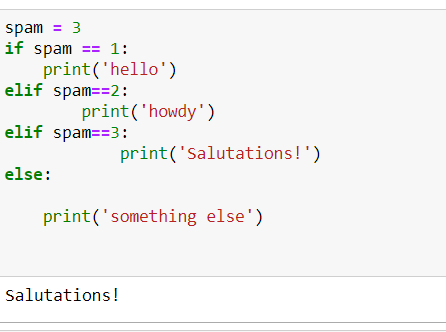 spam = 3
if spam == 1:
    print('hello')
elif spam==2:
        print('howdy')
elif spam==3:
            print('Salutations!')
else:
    print('something else')
Salutations!